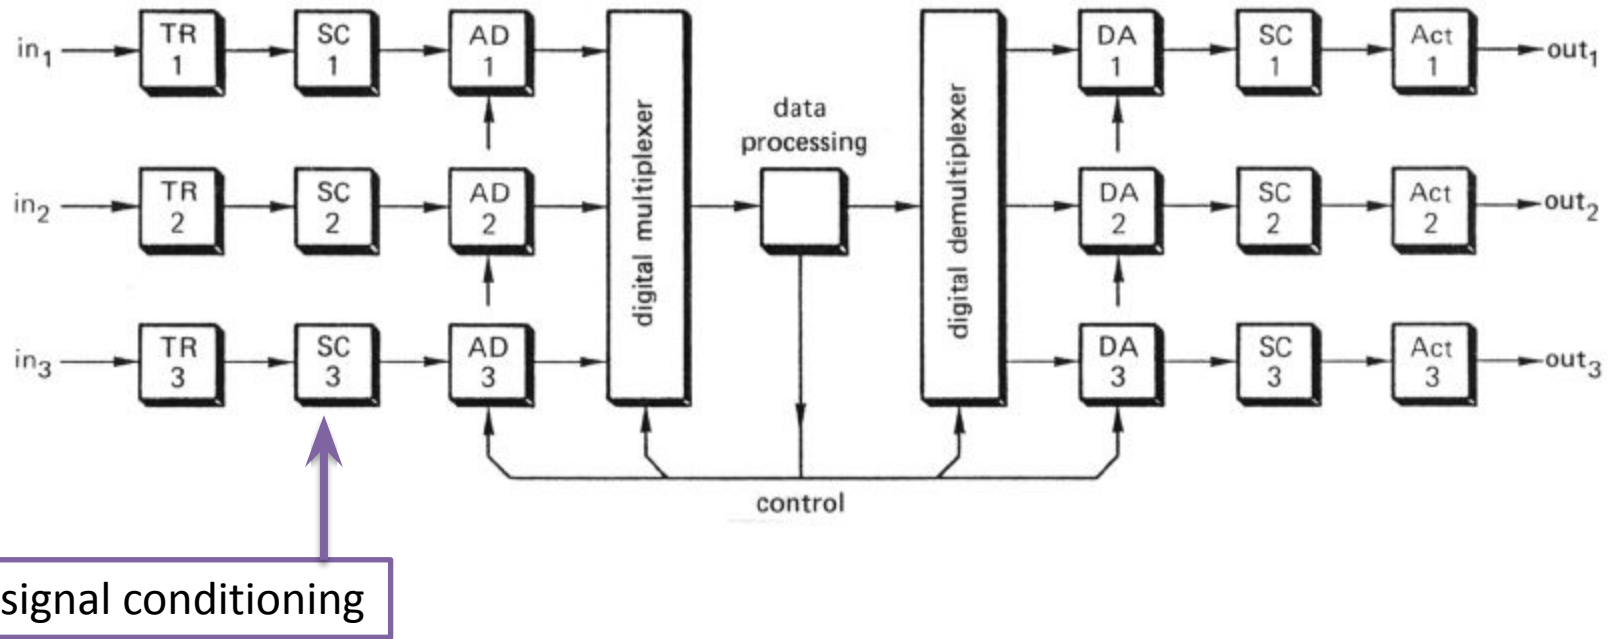 in₁ TR 1 SC 1 AD 1 DA 1 SC 1 Act 1 out₁
digital multiplexer
data
processing
digital demultiplexer
in₂ TR 2 SC 2 AD 2 DA 2 SC 2 Act 2 out₂
in₃ TR 3 SC 3 AD 3 DA 3 SC 3 Act 3 out₃
control
signal conditioning